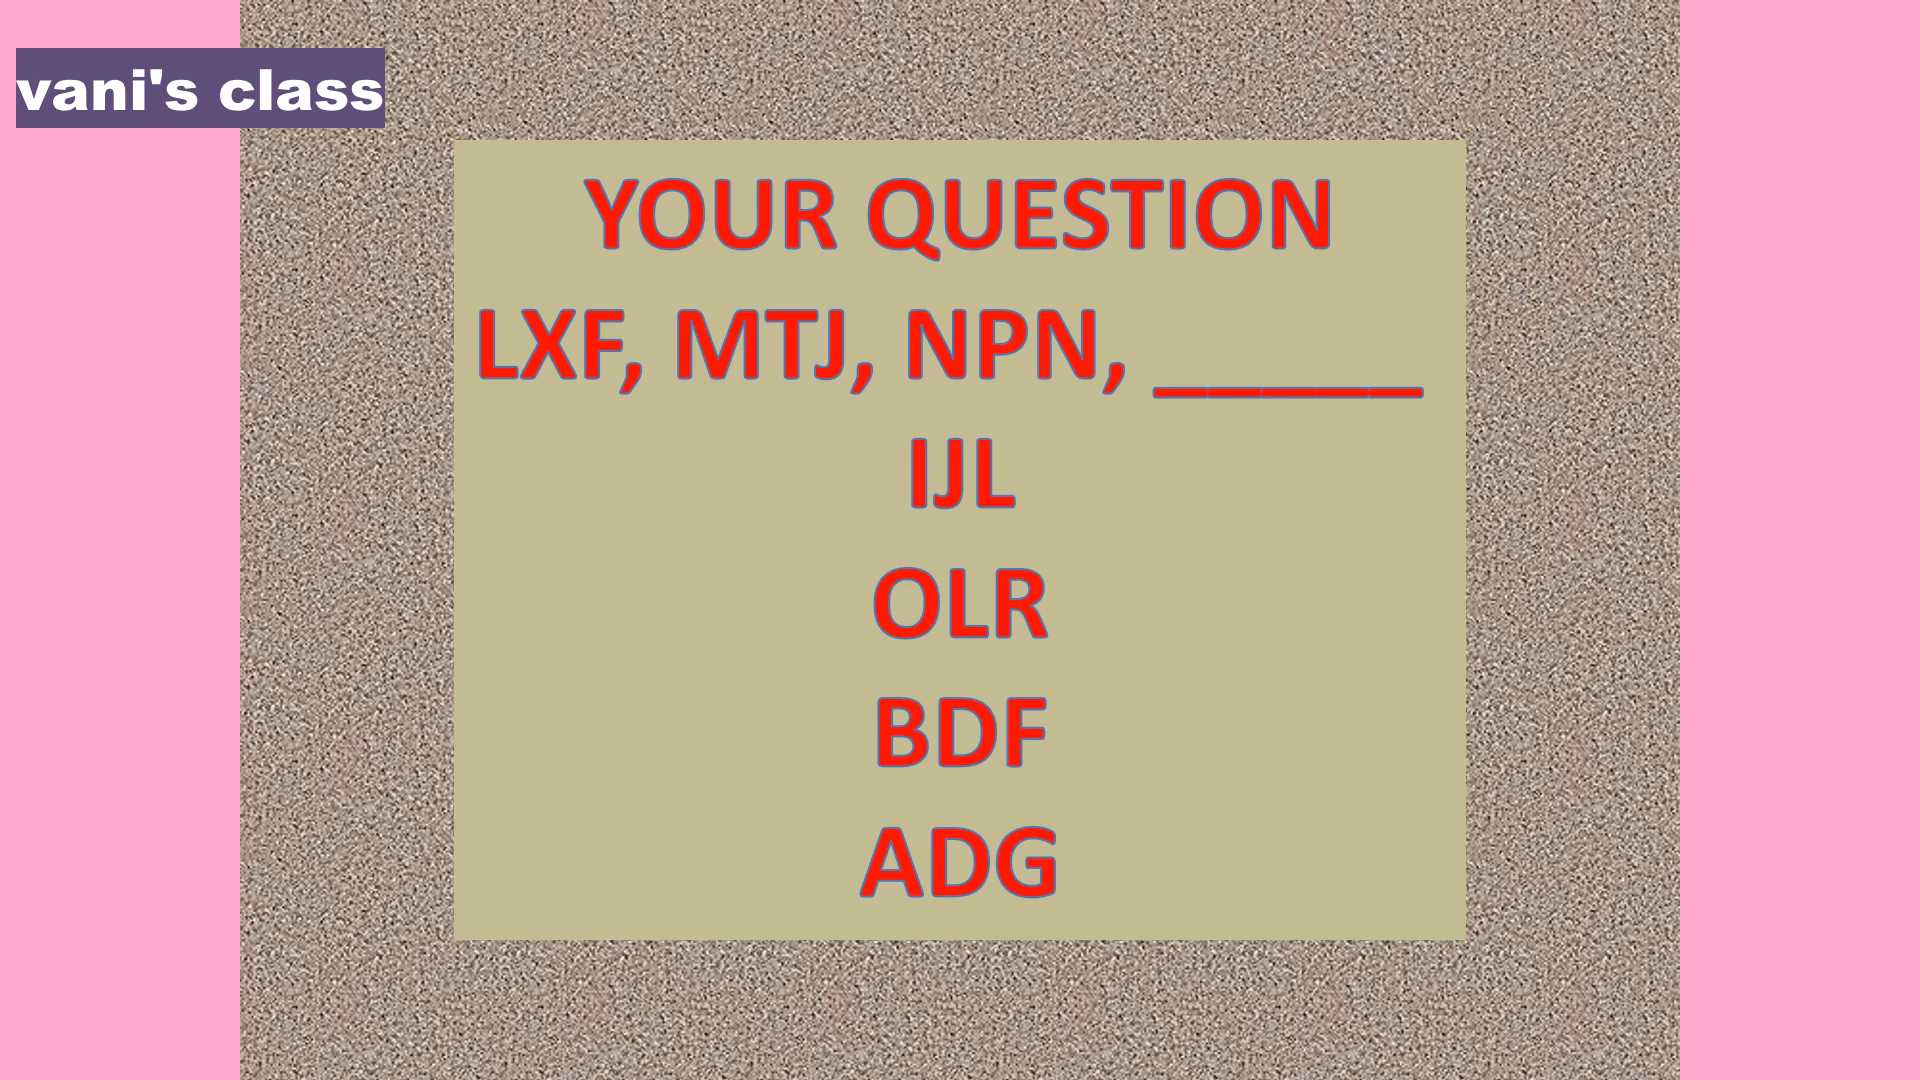 vani's class
YOUR QUESTION
LXF, MTJ, NPN, _____
IJL
OLR
BDF
ADG